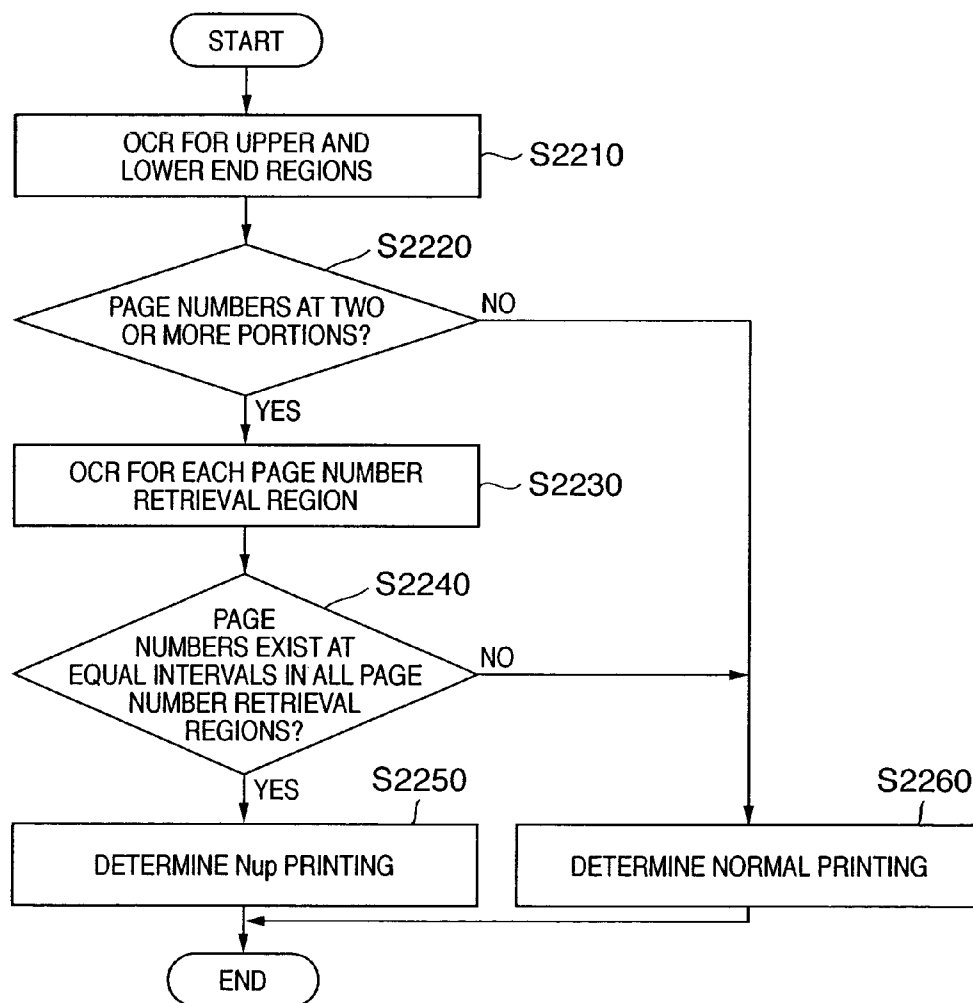 START
OCR FOR UPPER AND
LOWER END REGIONS
S2210
S2220
PAGE NUMBERS AT TWO
OR MORE PORTIONS?
NO
YES
OCR FOR EACH PAGE NUMBER
RETRIEVAL REGION
S2230
S2240
PAGE
NUMBERS EXIST AT
EQUAL INTERVALS IN ALL PAGE
NUMBER RETRIEVAL
REGIONS?
NO
YES
S2250
S2260
DETERMINE Nup PRINTING
DETERMINE NORMAL PRINTING
END